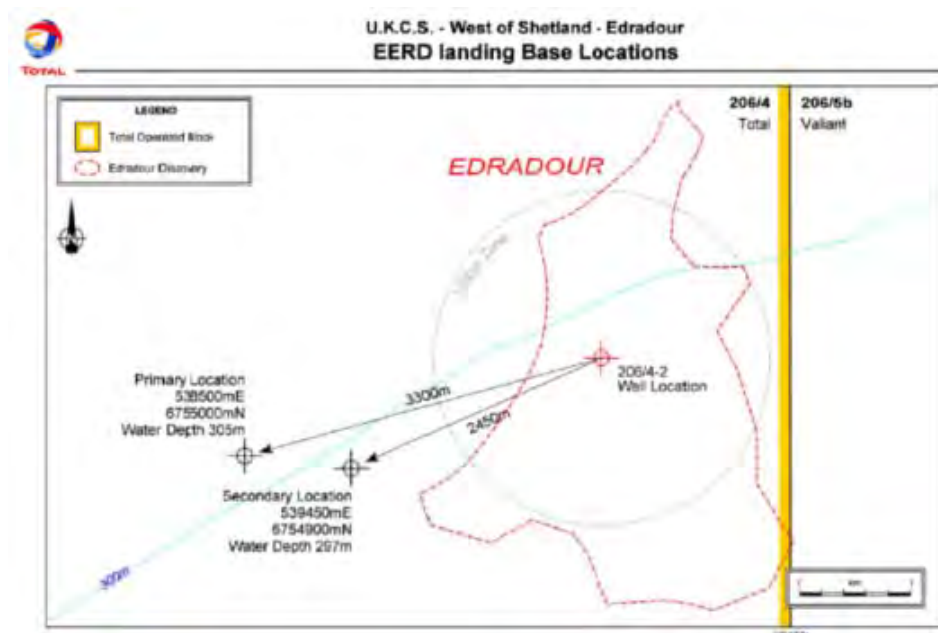 U.K.C.S. - West of Shetland - Edradour
EERD landing Base Locations
TOTAL
LEGEND
Total Operated Block
Edradour Discovery
206/4
Total
206/5b
Valiant
EDRADOUR
Zone
206/4-2
Well Location
3300m
2450m
Primary Location
538500mE
6755000mN
Water Depth 305m
Secondary Location
539450mE
6754900mN
Water Depth 297m
300m